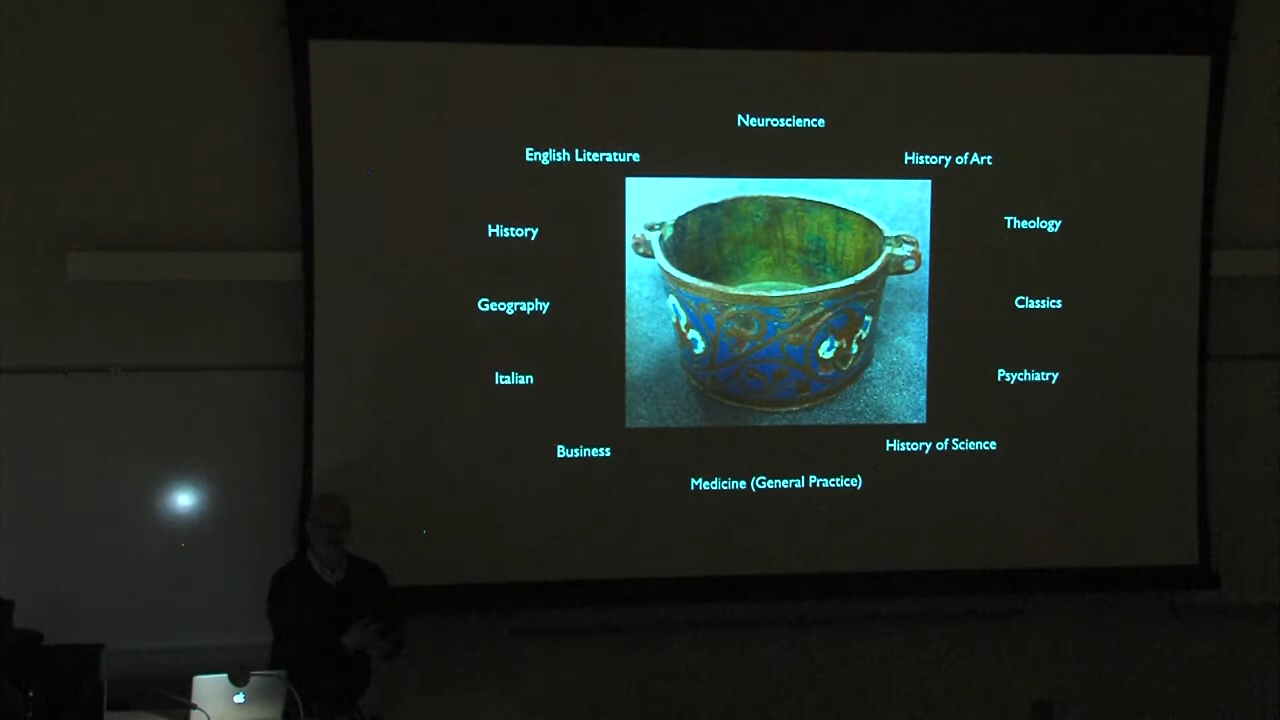 Neuroscience
English Literature
History of Art
History
Theology
Geography
Classics
Italian
Psychiatry
Business
History of Science
Medicine (General Practice)